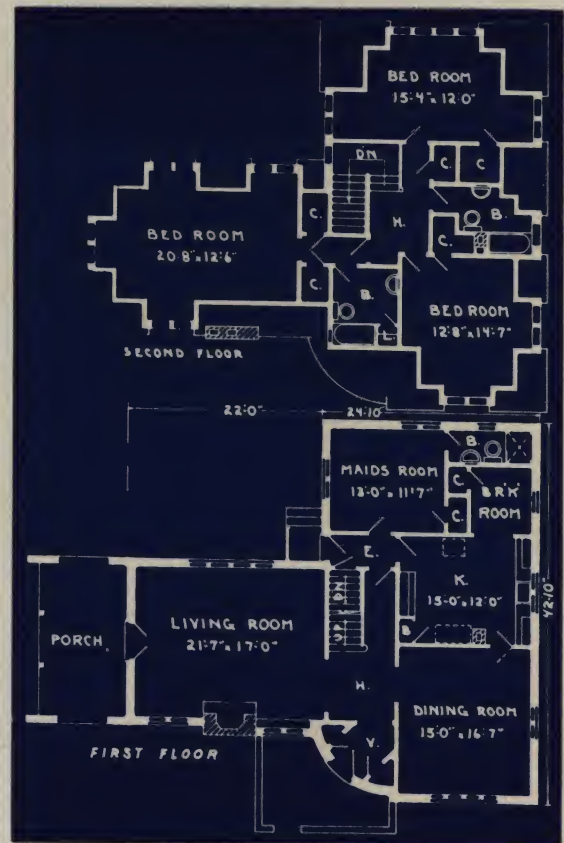 BED ROOM
15'-4" x 12'-0"
DN
C.
C.
B.
H.
C.
C.
BED ROOM
20'-8" x 12'-6"
C.
B.
L
BED ROOM
12'-8" x 14'-7"
SECOND FLOOR
22'-0"
24'-10"
B.
MAIDS ROOM
13'-0" x 11'-7"
C.
BRK
ROOM
C.
E.
K.
15'-0" x 12'-0"
42'-10"
DN
UP
LIVING ROOM
21'-7" x 17'-0"
PORCH.
B
H.
DINING ROOM
15'-0" x 16'-7"
V.
FIRST FLOOR